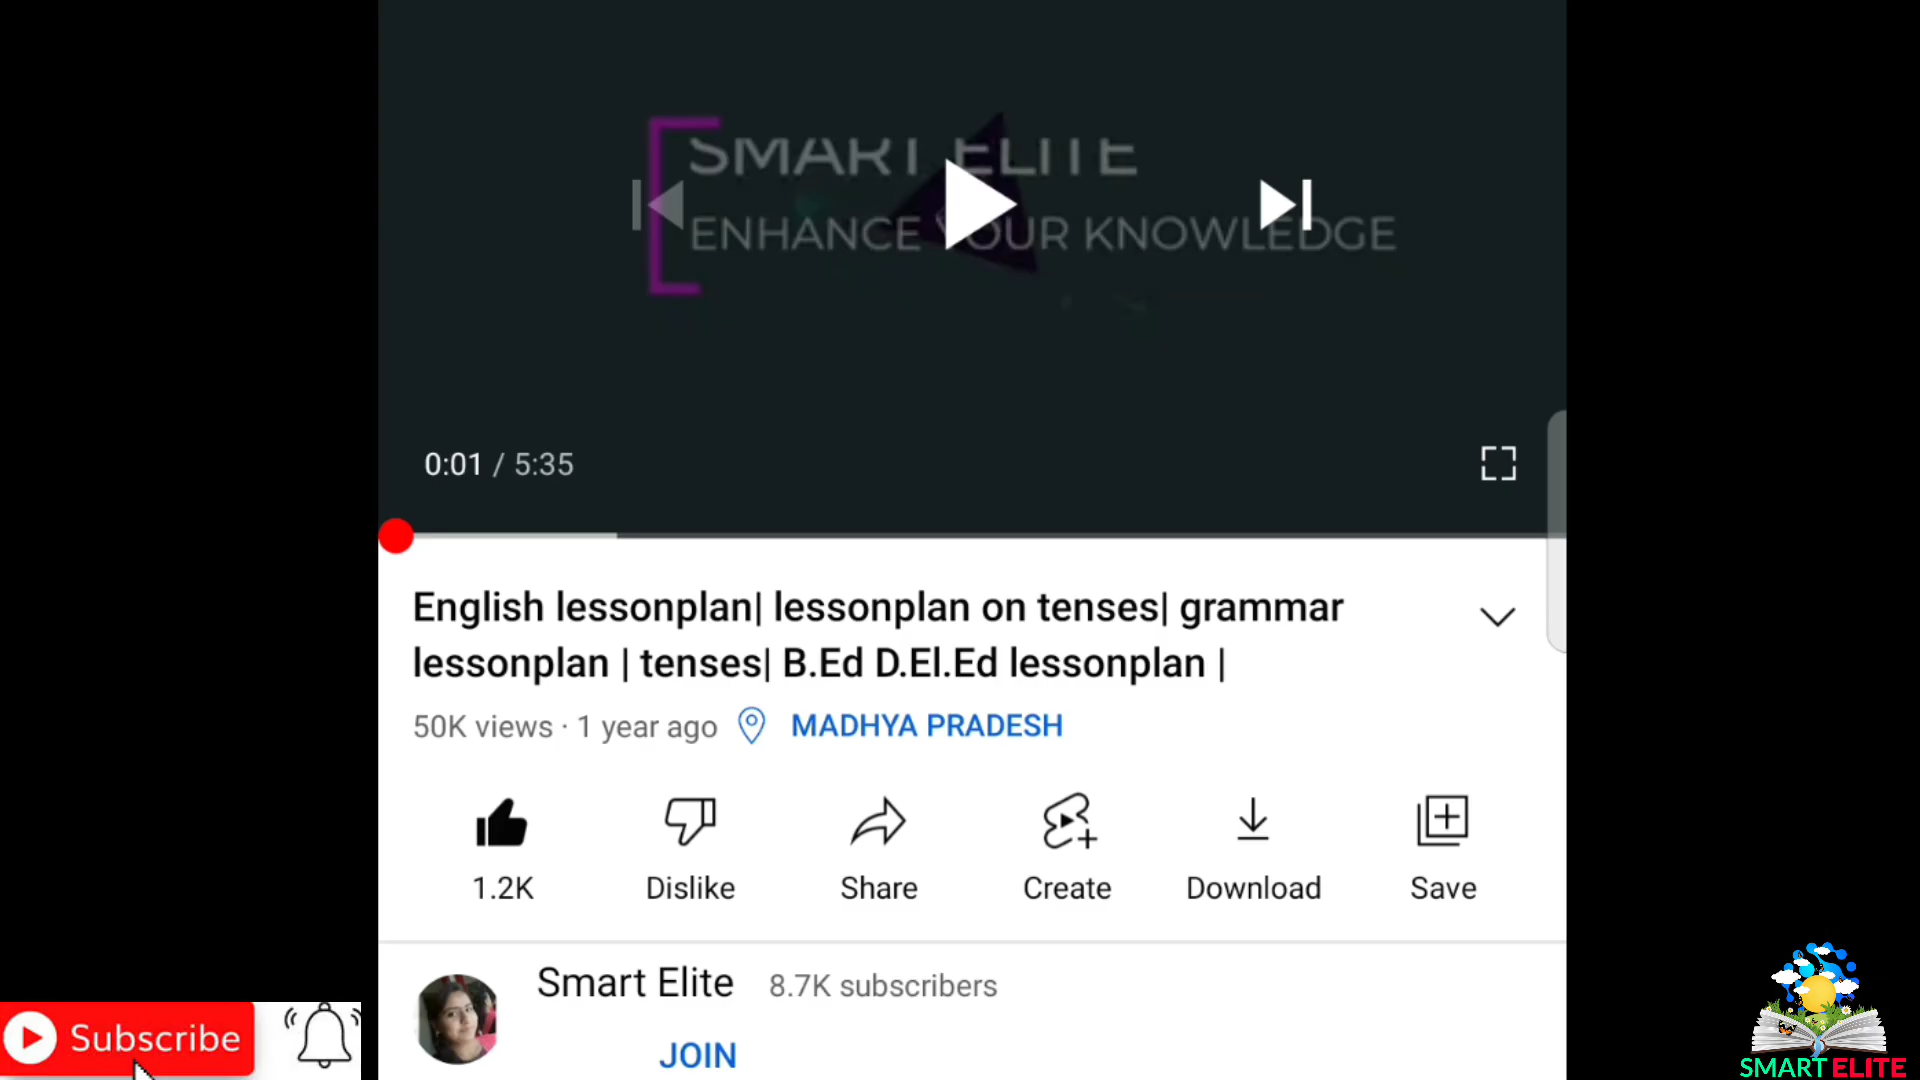 SMART ELITE
ENHANCE YOUR KNOWLEDGE
0:01 / 5:35
English lessonplan| lessonplan on tenses| grammar
lessonplan | tenses| B.Ed D.El.Ed lessonplan |
50K views · 1 year ago MADHYA PRADESH
1.2K Dislike Share Create Download Save
Smart Elite 8.7K subscribers
JOIN
Subscribe
SMART ELITE